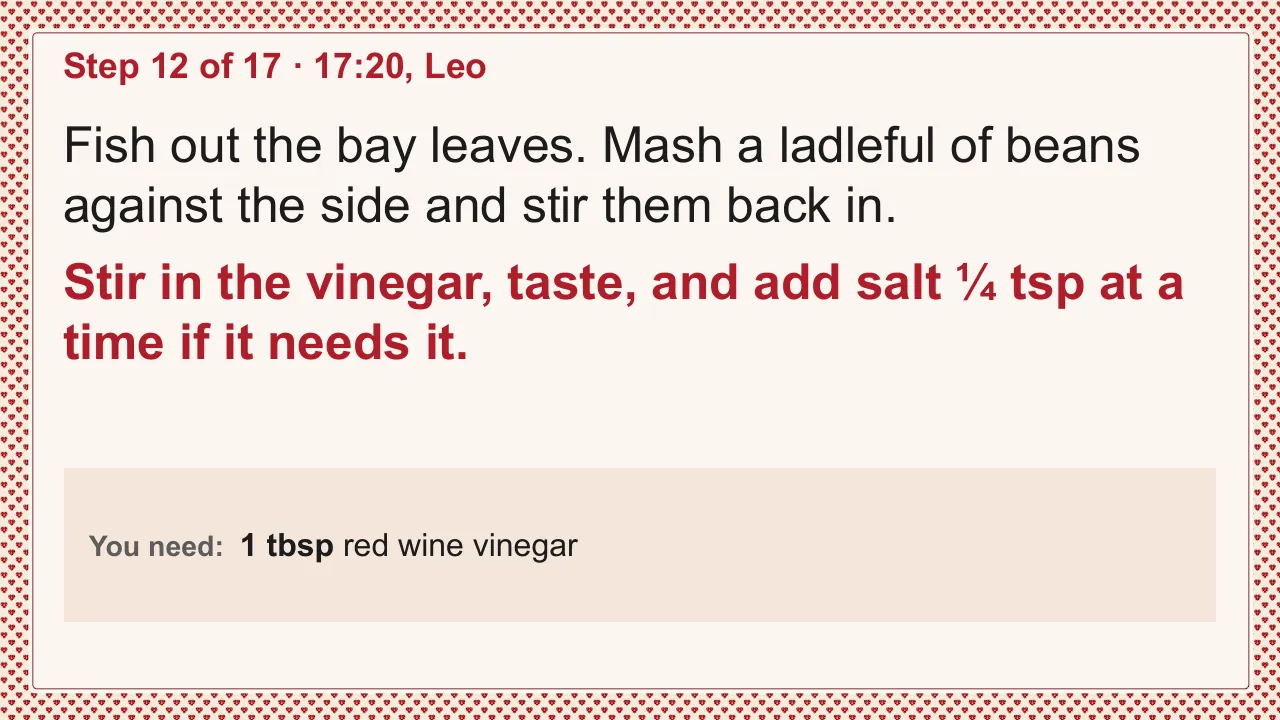 Step 12 of 17 · 17:20, Leo
Fish out the bay leaves. Mash a ladleful of beans
against the side and stir them back in.
Stir in the vinegar, taste, and add salt ¼ tsp at a
time if it needs it.
You need: 1 tbsp red wine vinegar